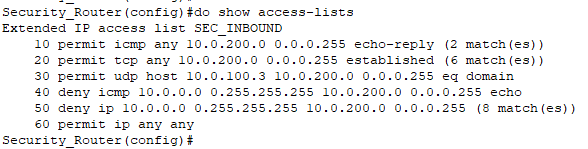 Security_Router(config)#do show access-lists
Extended IP access list SEC_INBOUND
10 permit icmp any 10.0.200.0 0.0.0.255 echo-reply (2 match(es))
20 permit tcp any 10.0.200.0 0.0.0.255 established (6 match(es))
30 permit udp host 10.0.100.3 10.0.200.0 0.0.0.255 eq domain
40 deny icmp 10.0.0.0 0.255.255.255 10.0.200.0 0.0.0.255 echo
50 deny ip 10.0.0.0 0.255.255.255 10.0.200.0 0.0.0.255 (8 match(es))
60 permit ip any any
Security_Router(config)#